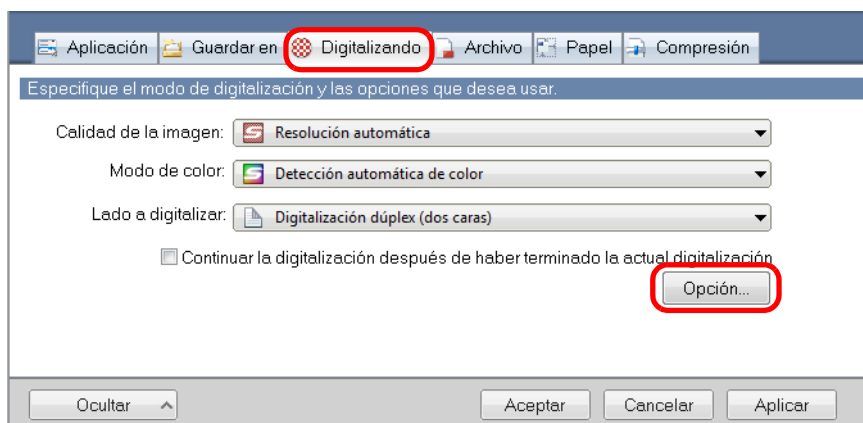 Aplicación Guardar en Digitalizando Archivo Papel Compresión
Especifique el modo de digitalización y las opciones que desea usar.
Calidad de la imagen: Resolución automática
Modo de color: Detección automática de color
Lado a digitalizar: Digitalización dúplex (dos caras)
Continuar la digitalización después de haber terminado la actual digitalización
Opción...
Ocultar Aceptar Cancelar Aplicar